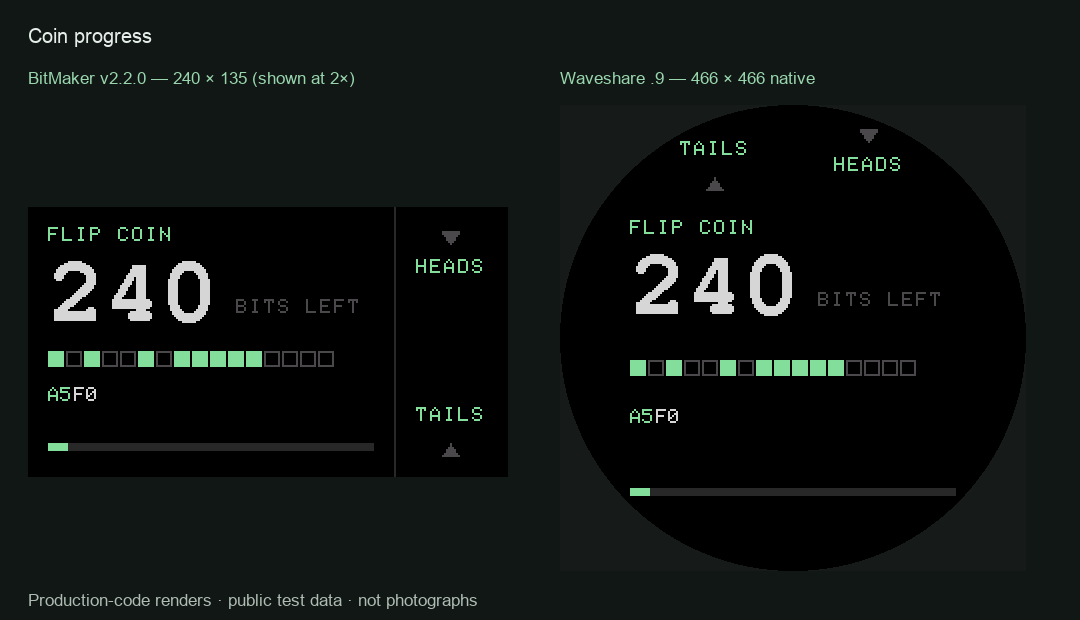 Coin progress
BitMaker v2.2.0 — 240 × 135 (shown at 2×)
FLIP COIN
240 BITS LEFT
A5F0
HEADS
TAILS
Waveshare .9 — 466 × 466 native
TAILS
HEADS
FLIP COIN
240 BITS LEFT
A5F0
Production-code renders · public test data · not photographs